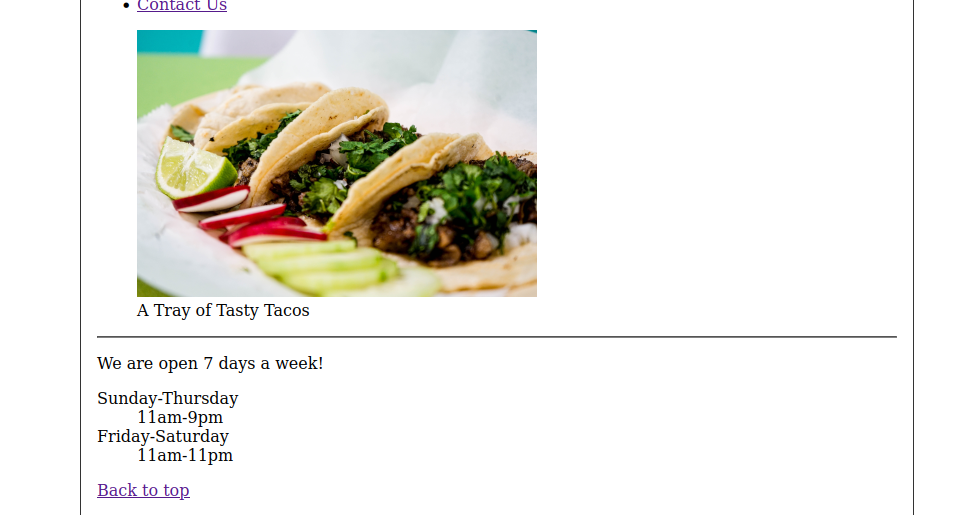 Contact Us
A Tray of Tasty Tacos
We are open 7 days a week!
Sunday-Thursday
11am-9pm
Friday-Saturday
11am-11pm
Back to top